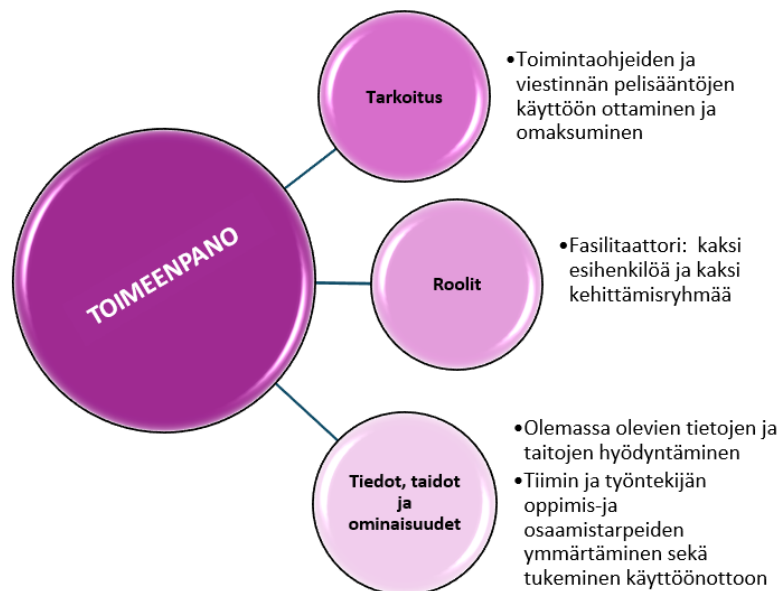 TOIMEENPANO
Tarkoitus
•Toimintaohjeiden ja
viestinnän pelisääntöjen
käyttöön ottaminen ja
omaksuminen
Roolit
•Fasilitaattori: kaksi
esihenkilöä ja kaksi
kehittämisryhmää
Tiedot, taidot
ja
ominaisuudet
•Olemassa olevien tietojen ja
taitojen hyödyntäminen
•Tiimin ja työntekijän
oppimis-ja
osaamistarpeiden
ymmärtäminen sekä
tukeminen käyttöönottoon